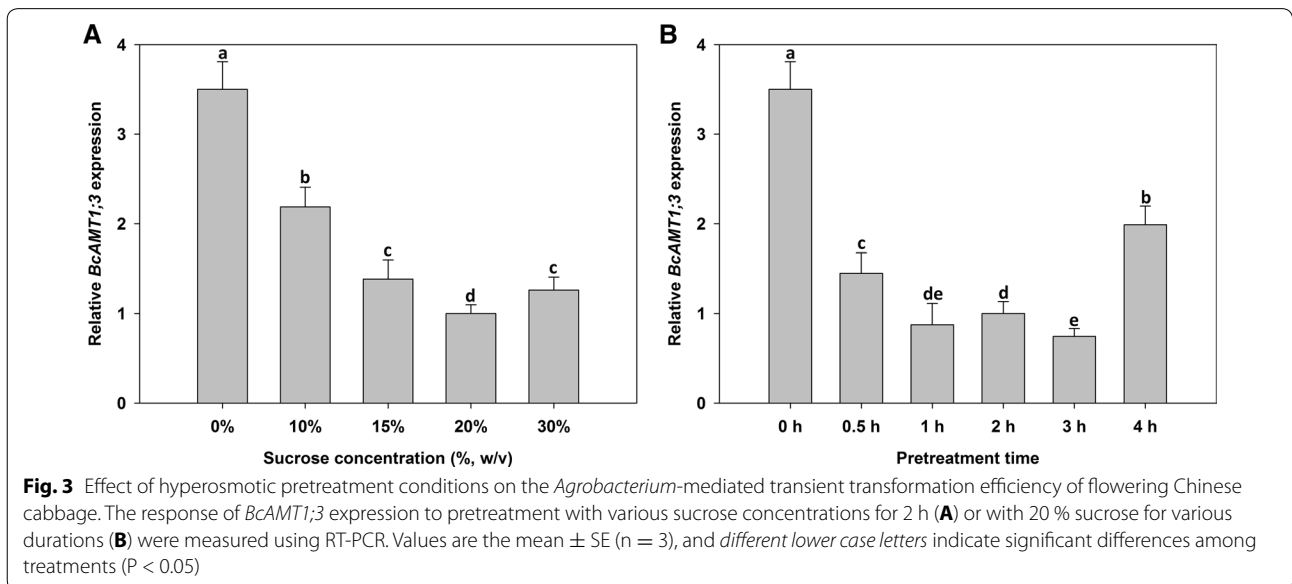 A
4
3
2
1
0
Relative BcAMT1;3 expression
a
b
c
d
c
0% 10% 15% 20% 30%
Sucrose concentration (%, w/v)
B
4
3
2
1
0
Relative BcAMT1;3 expression
a
c
de
d
e
b
0 h 0.5 h 1 h 2 h 3 h 4 h
Pretreatment time
Fig. 3 Effect of hyperosmotic pretreatment conditions on the Agrobacterium-mediated transient transformation efficiency of flowering Chinese
cabbage. The response of BcAMT1;3 expression to pretreatment with various sucrose concentrations for 2 h (A) or with 20 % sucrose for various
durations (B) were measured using RT-PCR. Values are the mean ± SE (n = 3), and different lower case letters indicate significant differences among
treatments (P < 0.05)